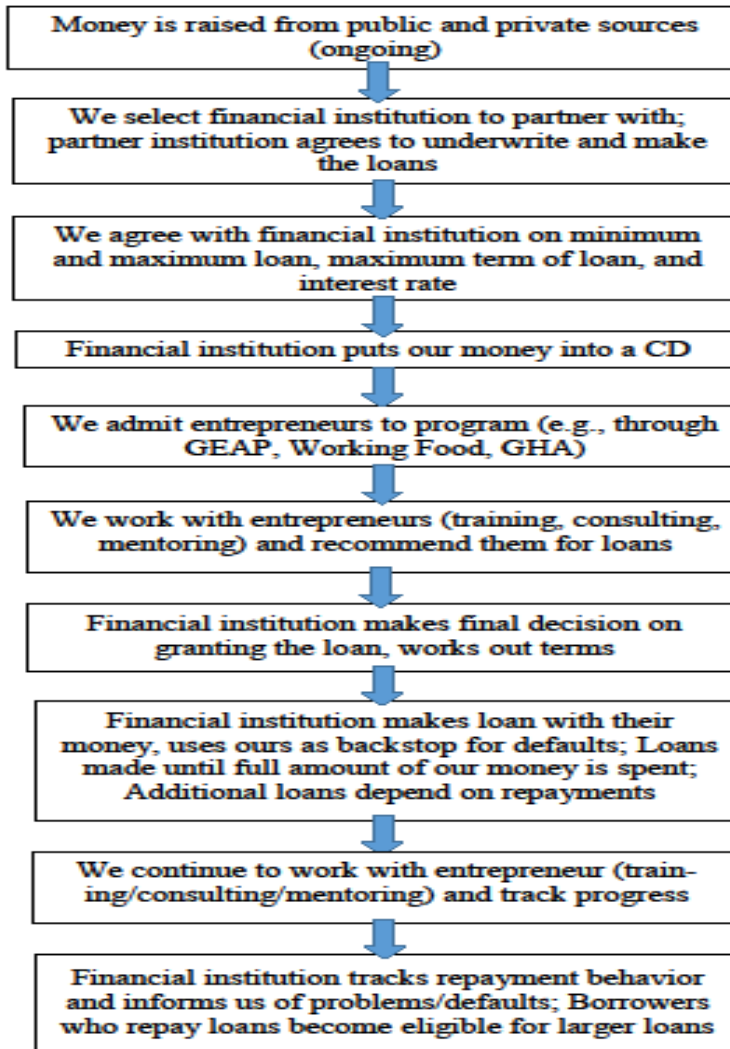 Money is raised from public and private sources
(ongoing)
We select financial institution to partner with;
partner institution agrees to underwrite and make
the loans
We agree with financial institution on minimum
and maximum loan, maximum term of loan, and
interest rate
Financial institution puts our money into a CD
We admit entrepreneurs to program (e.g., through
GEAP, Working Food, GHA)
We work with entrepreneurs (training, consulting,
mentoring) and recommend them for loans
Financial institution makes final decision on
granting the loan, works out terms
Financial institution makes loan with their
money, uses ours as backstop for defaults; Loans
made until full amount of our money is spent;
Additional loans depend on repayments
We continue to work with entrepreneur (train-
ing/consulting/mentoring) and track progress
Financial institution tracks repayment behavior
and informs us of problems/defaults; Borrowers
who repay loans become eligible for larger loans